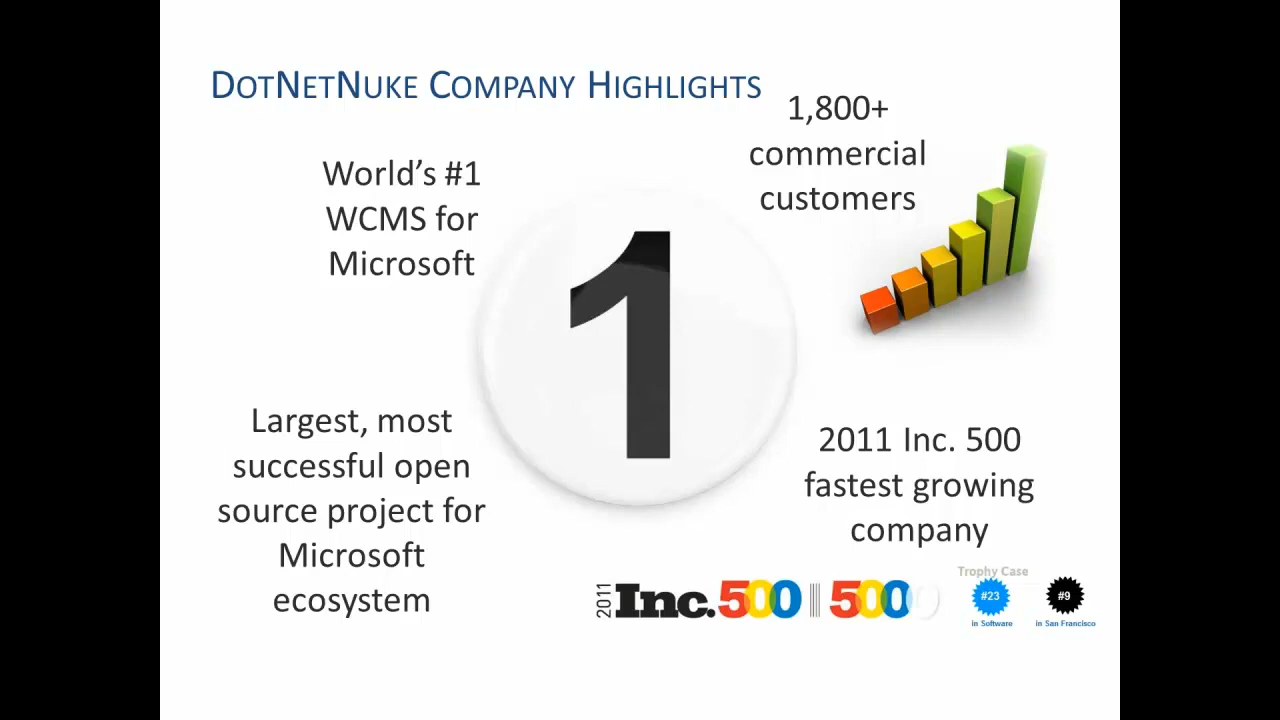 DOTNETNUKE COMPANY HIGHLIGHTS
World’s #1
WCMS for
Microsoft
1,800+
commercial
customers
1
Largest, most
successful open
source project for
Microsoft
ecosystem
2011 Inc. 500
fastest growing
company
2011 Inc. 500 5000
Trophy Case
#23
in Software
#9
in San Francisco